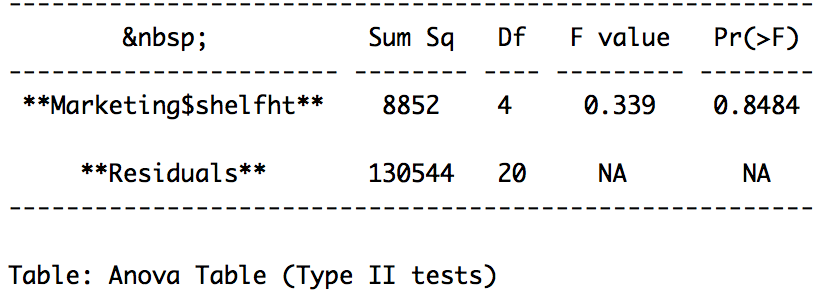 -----------------------------------------------------------
&nbsp; Sum Sq Df F value Pr(>F)
------------------------ -------- ---- --------- --------
**Marketing$shelfht** 8852 4 0.339 0.8484
**Residuals** 130544 20 NA NA
-----------------------------------------------------------
Table: Anova Table (Type II tests)